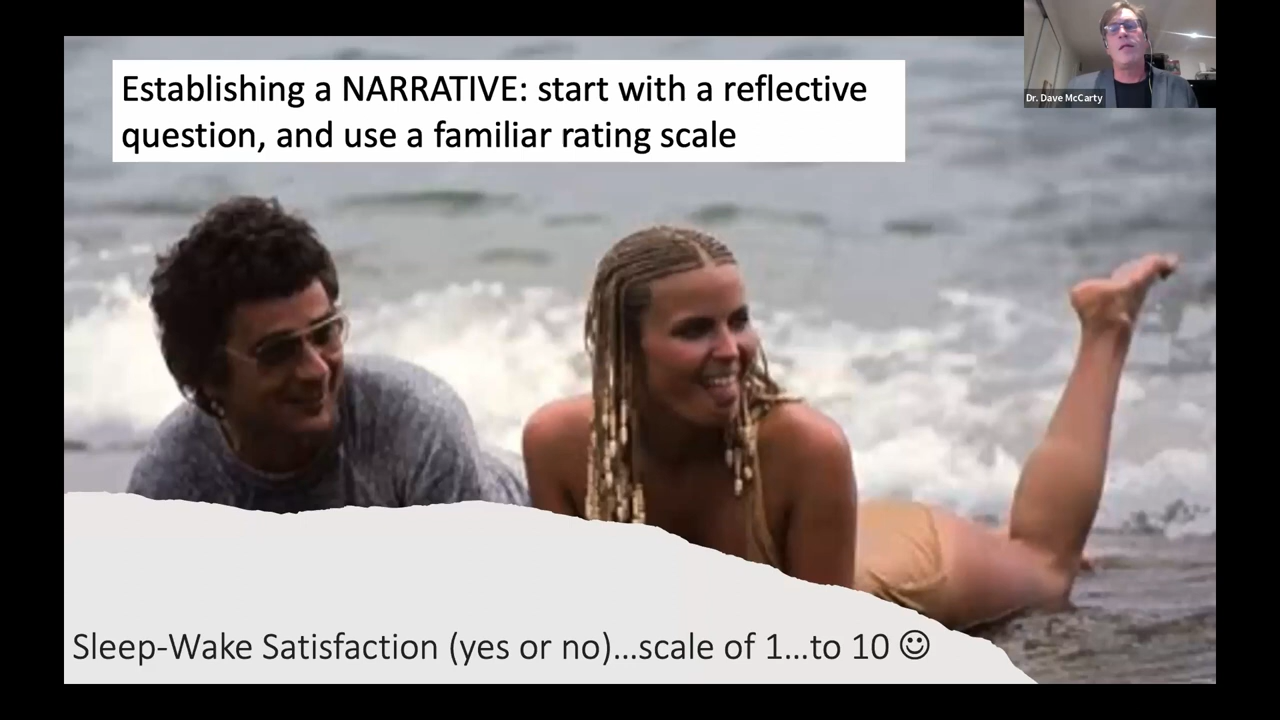 Establishing a NARRATIVE: start with a reflective
question, and use a familiar rating scale
Dr. Dave McCarty
Sleep-Wake Satisfaction (yes or no)...scale of 1...to 10 ☺